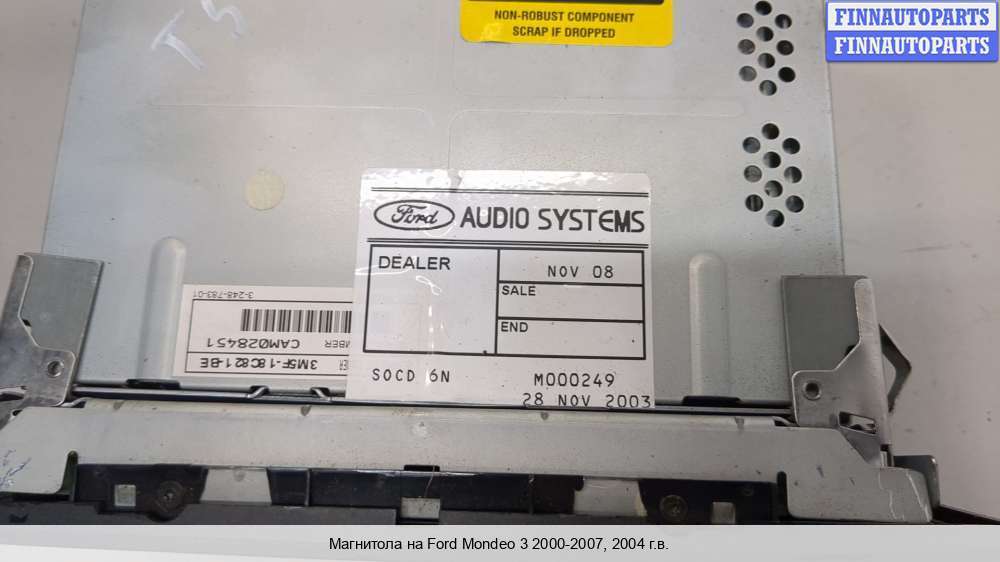 NON-ROBUST COMPONENT
SCRAP IF DROPPED
FINNAUTOPARTS
FINNAUTOPARTS
TS
Ford AUDIO SYSTEMS
DEALER
NOV 08
SALE
END
SOCD 6N
M000249
28 NOV 2003
3-248-783-01
CAM028451
3M5F-18C821-BE
Магнитола на Ford Mondeo 3 2000-2007, 2004 г.в.